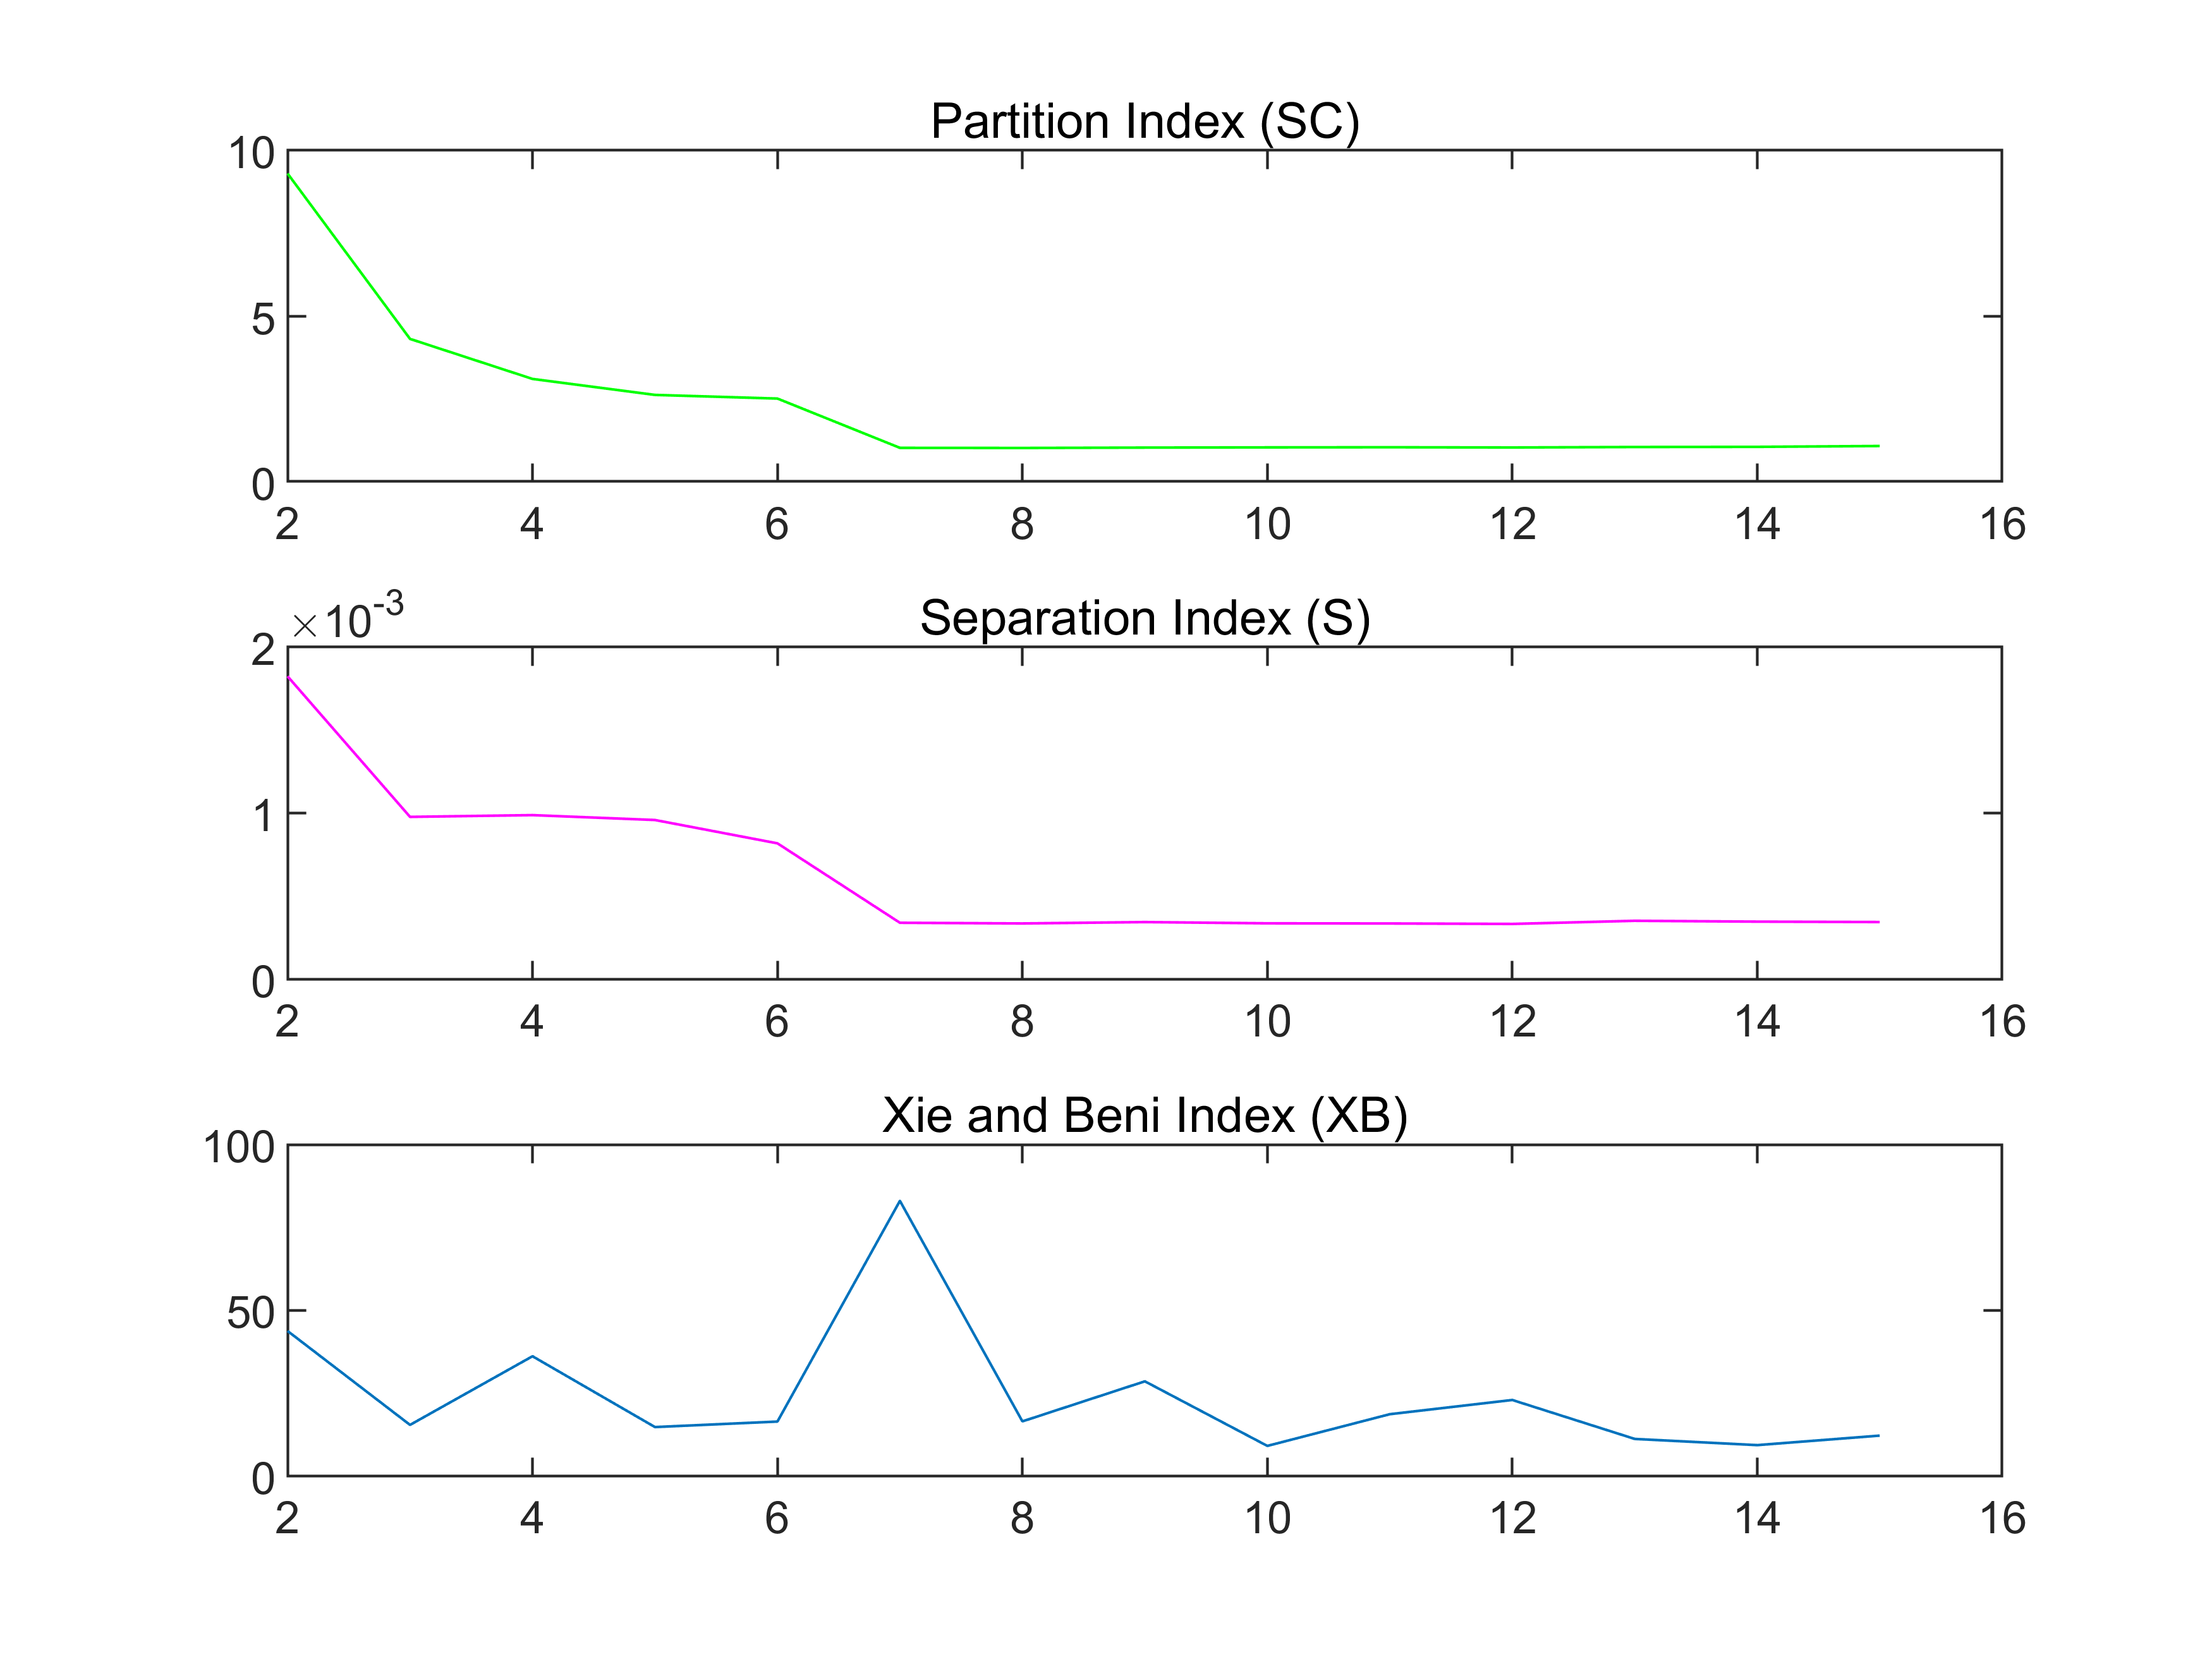 Partition Index (SC)
10
5
0
2 4 6 8 10 12 14 16
×10-3
Separation Index (S)
2
1
0
2 4 6 8 10 12 14 16
Xie and Beni Index (XB)
100
50
0
2 4 6 8 10 12 14 16